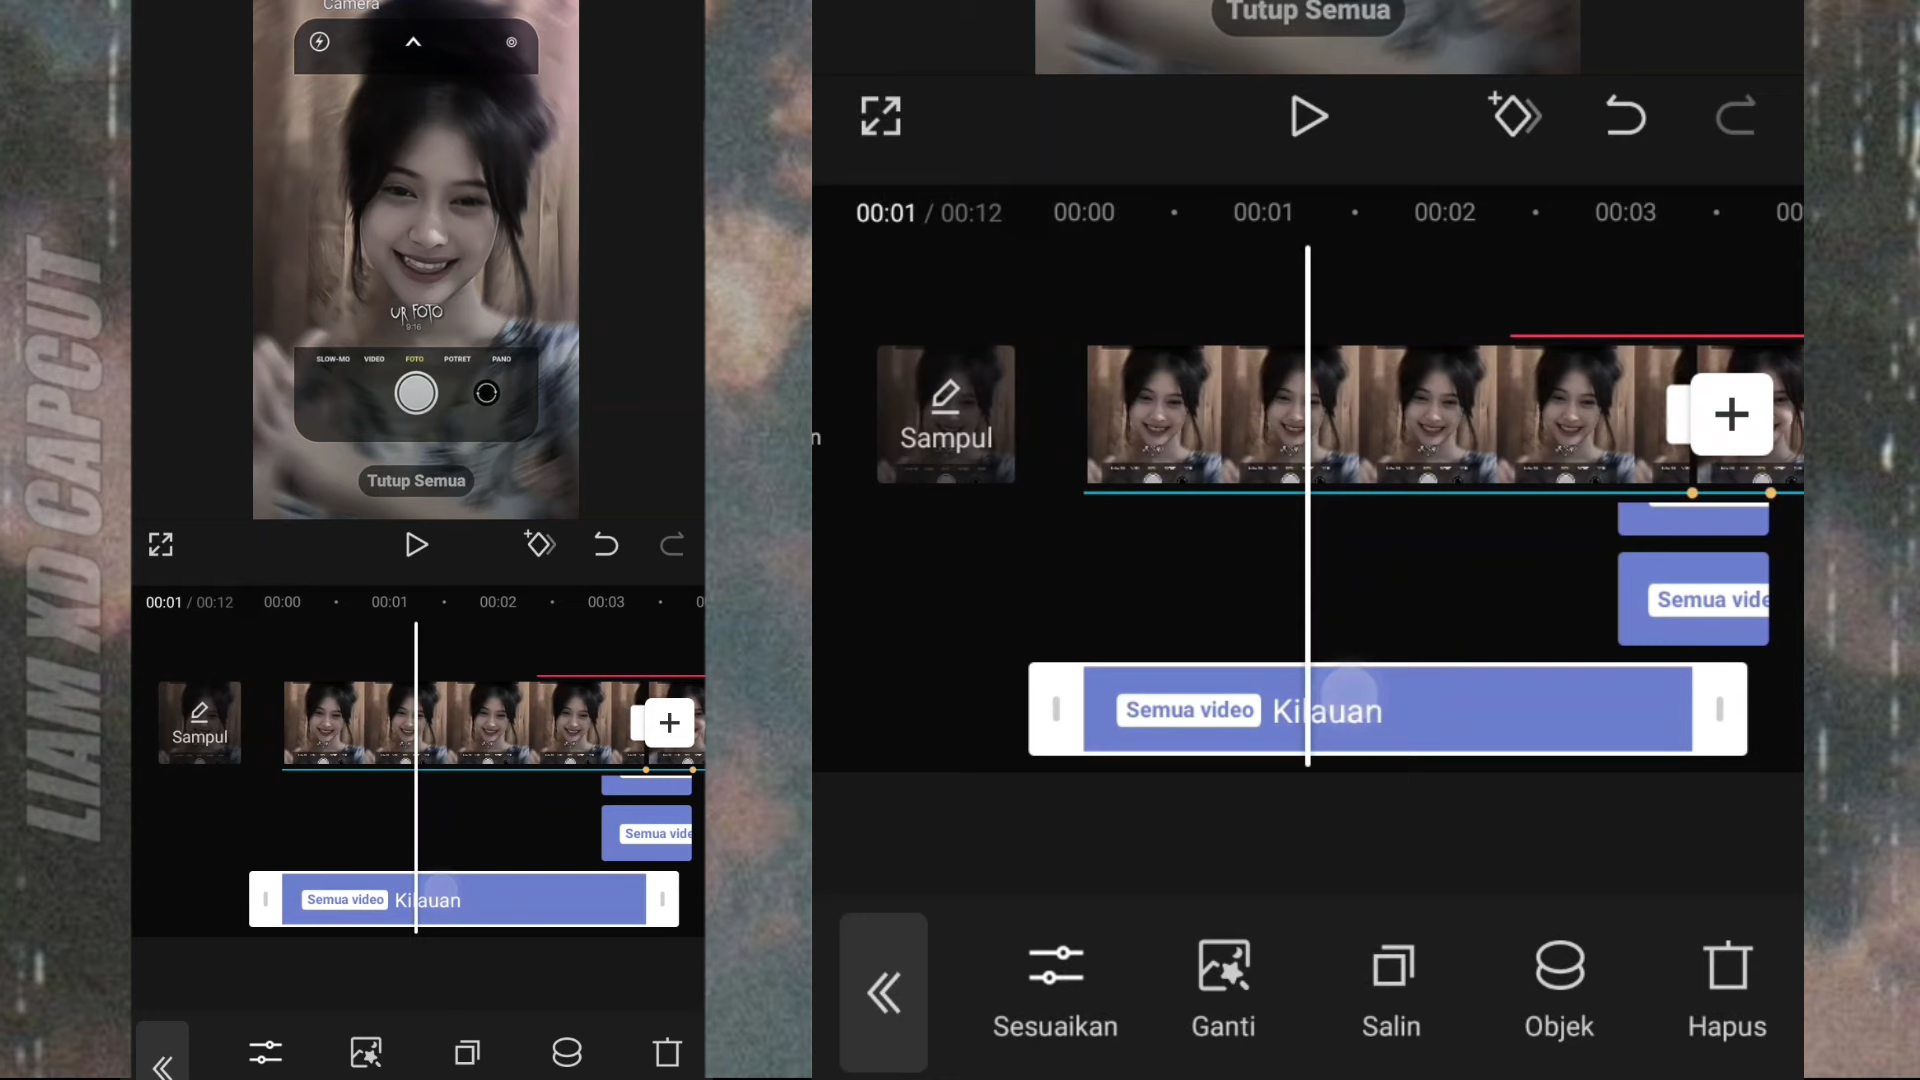 LIAM XD CAPCUT
Camera
UR FOTO
9:16
SLOW-MO VIDEO FOTO POTRET PANO
Tutup Semua
00:01 / 00:12 00:00 00:01 00:02 00:03
Sampul
Semua vide
Semua video Kilauan
Tutup Semua
00:01 / 00:12 00:00 00:01 00:02 00:03 00
Sampul
Semua vide
Semua video Kilauan
Sesuaikan Ganti Salin Objek Hapus